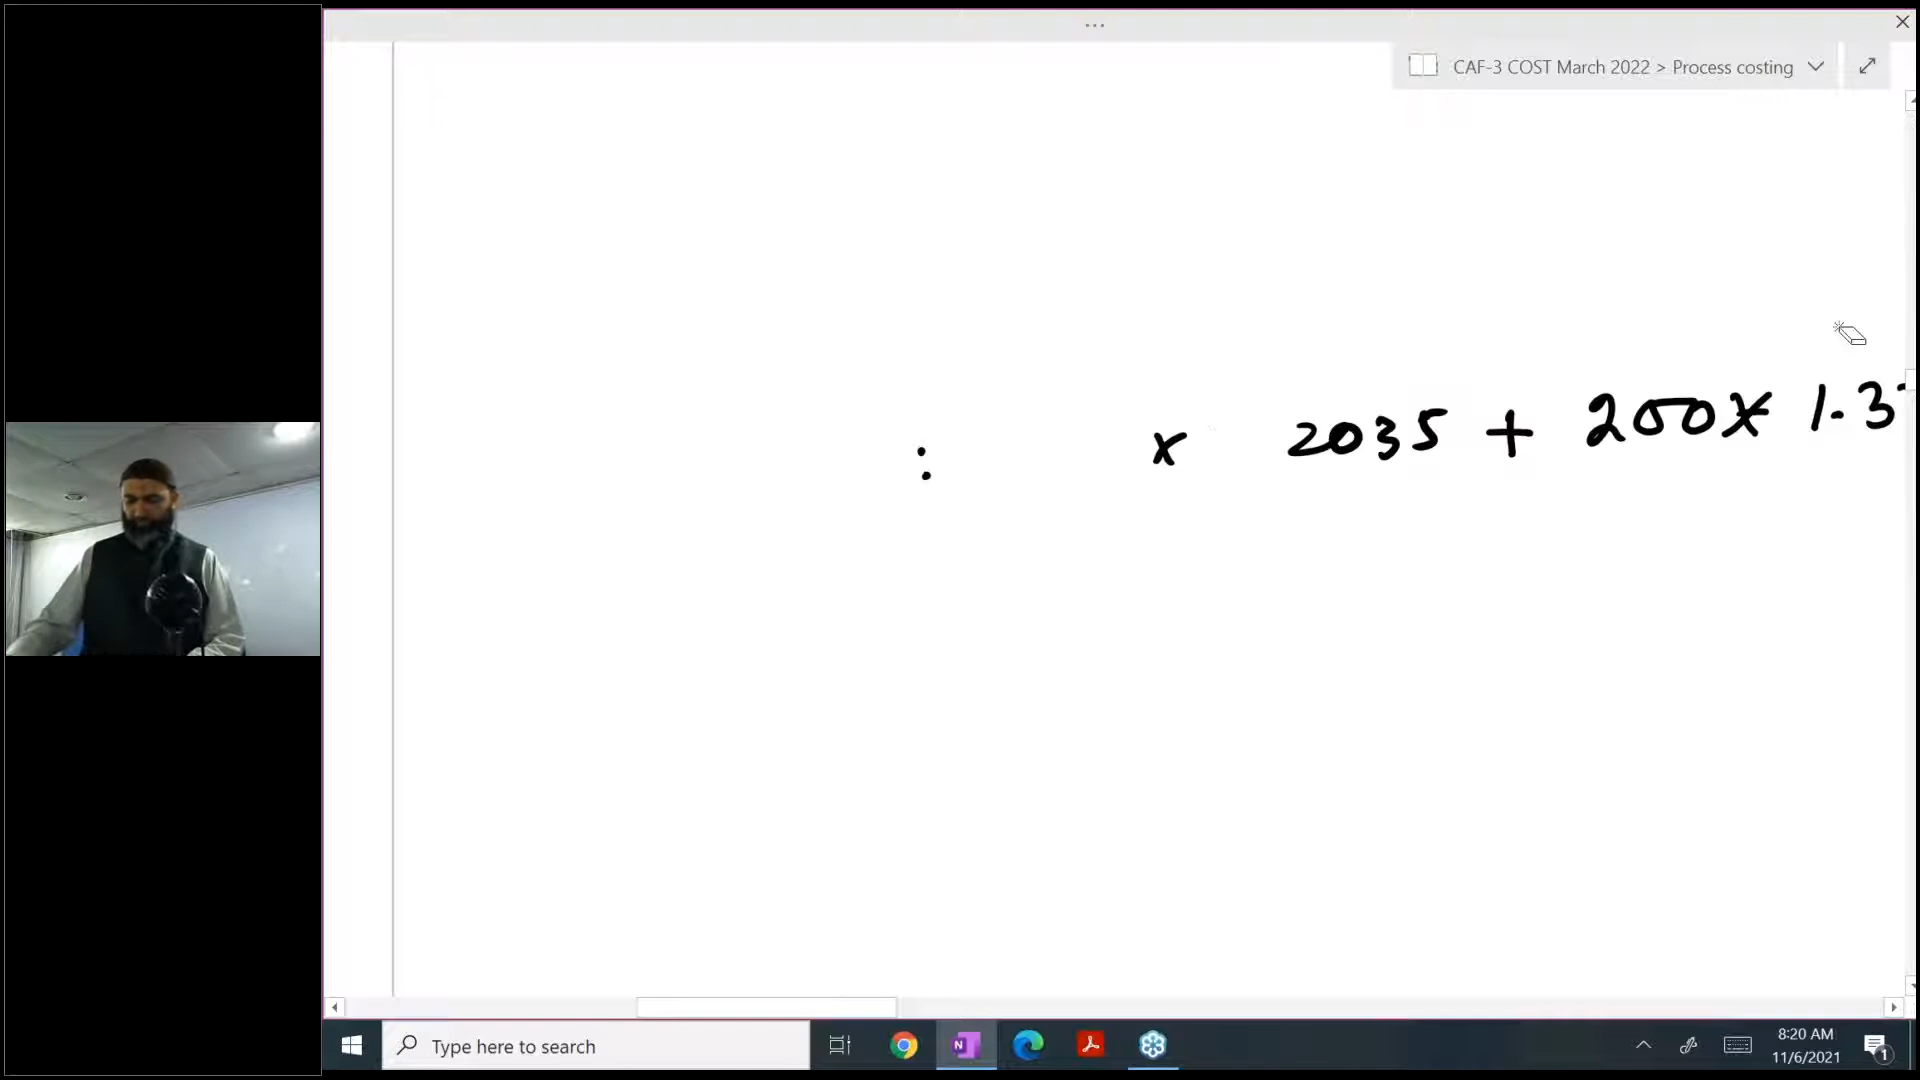 CAF-3 COST March 2022 > Process costing
: x 2035 + 200x 1.3
Type here to search
8:20 AM
11/6/2021
1